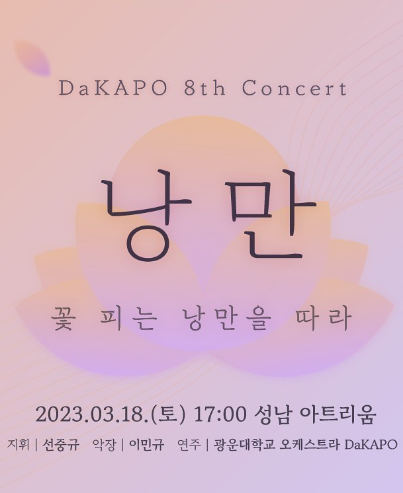 DaKAPO 8th Concert
낭만
꽃 피는 낭만을 따라
2023.03.18.(토) 17:00 성남 아트리움
지휘 | 선중규 악장 | 이민규 연주 | 광운대학교 오케스트라 DaKAPO